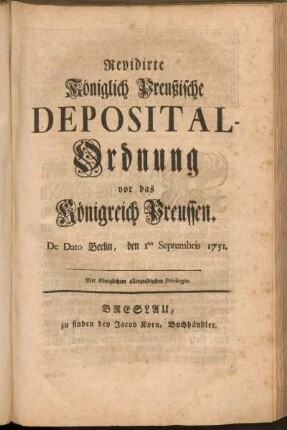 Revidirte
Königlich Preußische
DEPOSITAL-
Ordnung
vor das
Königreich Preussen.
De Dato Berlin, den 1ten Septembris 1751.
Mit Königlichem allergnädigsten Privilegio.
BRESLAU,
zu finden bey Jacob Korn, Buchhändler.